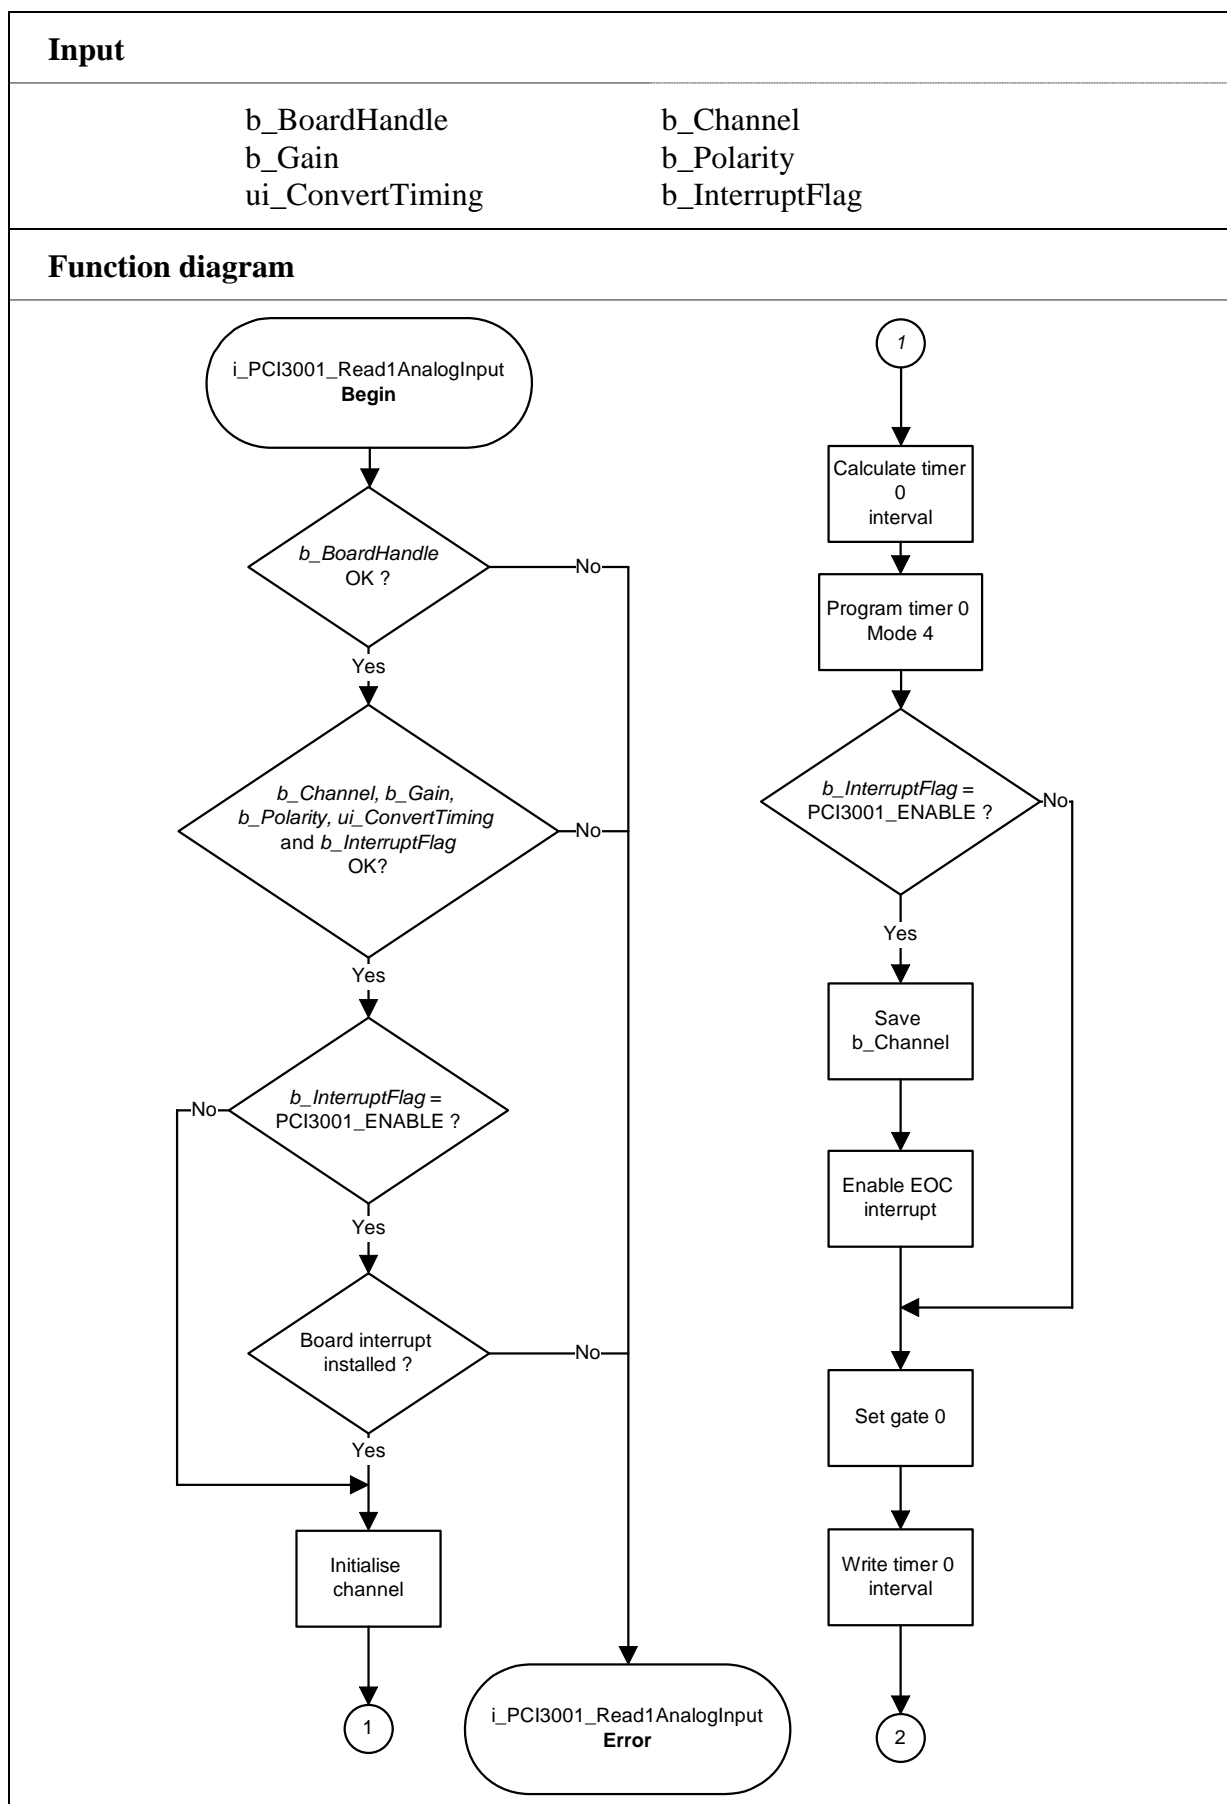 Input
b_BoardHandle b_Channel
b_Gain b_Polarity
ui_ConvertTiming b_InterruptFlag
Function diagram
i_PCI3001_Read1AnalogInput
Begin
b_BoardHandle
OK ?
No
Yes
b_Channel, b_Gain,
b_Polarity, ui_ConvertTiming
and b_InterruptFlag
OK?
No
Yes
b_InterruptFlag =
PCI3001_ENABLE ?
No
Yes
Board interrupt
installed ?
No
Yes
Initialise
channel
1
i_PCI3001_Read1AnalogInput
Error
1
Calculate timer
0
interval
Program timer 0
Mode 4
b_InterruptFlag =
PCI3001_ENABLE ?
No
Yes
Save
b_Channel
Enable EOC
interrupt
Set gate 0
Write timer 0
interval
2